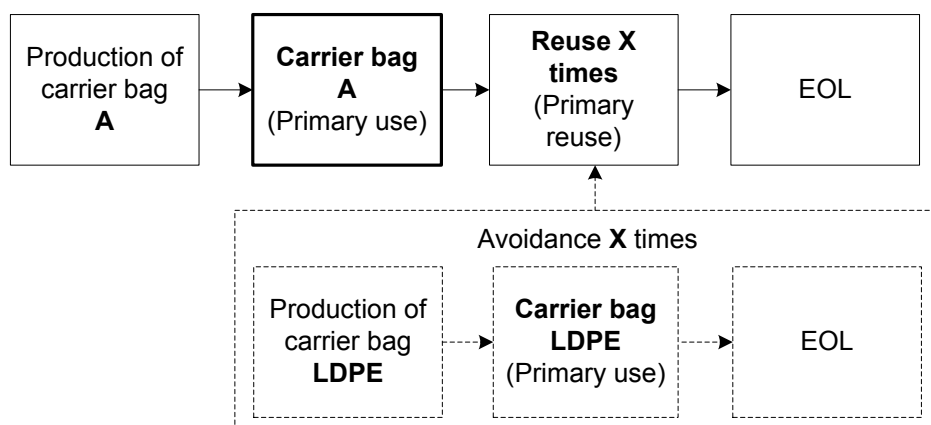 Production of
carrier bag
A
Carrier bag
A
(Primary use)
Reuse X
times
(Primary
reuse)
EOL
Avoidance X times
Production of
carrier bag
LDPE
Carrier bag
LDPE
(Primary use)
EOL